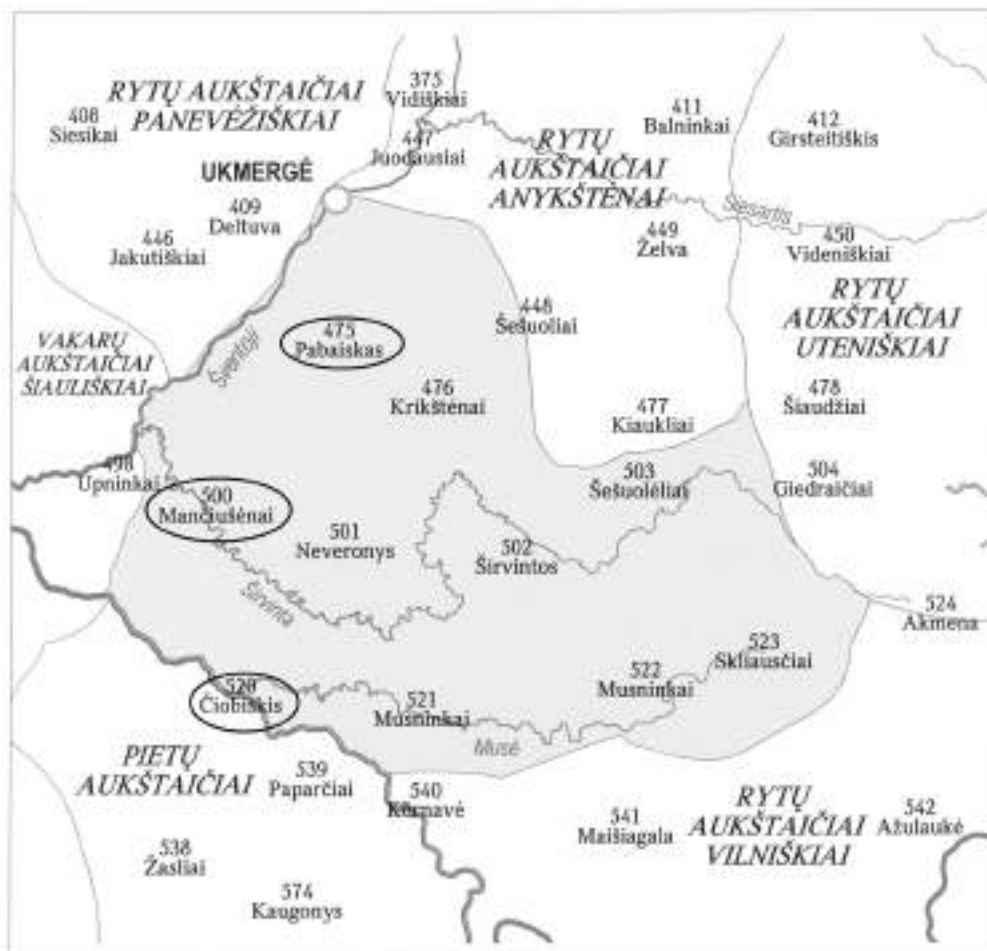 RYTŲ AUKŠTAIČIAI
PANEVĖŽIŠKIAI
408
Siesikai
375
Vidiškiai
447
Juodausiai
411
Balninkai
412
Girsteitiškis
RYTŲ
AUKŠTAIČIAI
ANYKŠTĖNAI
UKMERGĖ
409
Deltuva
446
Jakutiškiai
Siesartis
449
Želva
450
Videniškiai
RYTŲ
AUKŠTAIČIAI
UTENIŠKIAI
448
Šešuoliai
475
Pabaiskas
Šventoji
VAKARŲ
AUKŠTAIČIAI
ŠIAULIŠKIAI
476
Krikštėnai
477
Kiaukliai
478
Šiaudžiai
498
Upninkai
500
Mančiušėnai
501
Neveronys
502
Širvintos
503
Šešuolėliai
504
Giedraičiai
Širvinta
524
Akmena
523
Skliausčiai
522
Musninkai
520
Čiobiškis
521
Musninkai
Musė
PIETŲ
AUKŠTAIČIAI
539
Paparčiai
540
Kernavė
541
Maišiagala
RYTŲ
AUKŠTAIČIAI
VILNIŠKIAI
542
Ažulaukė
538
Žasliai
574
Kaugonys